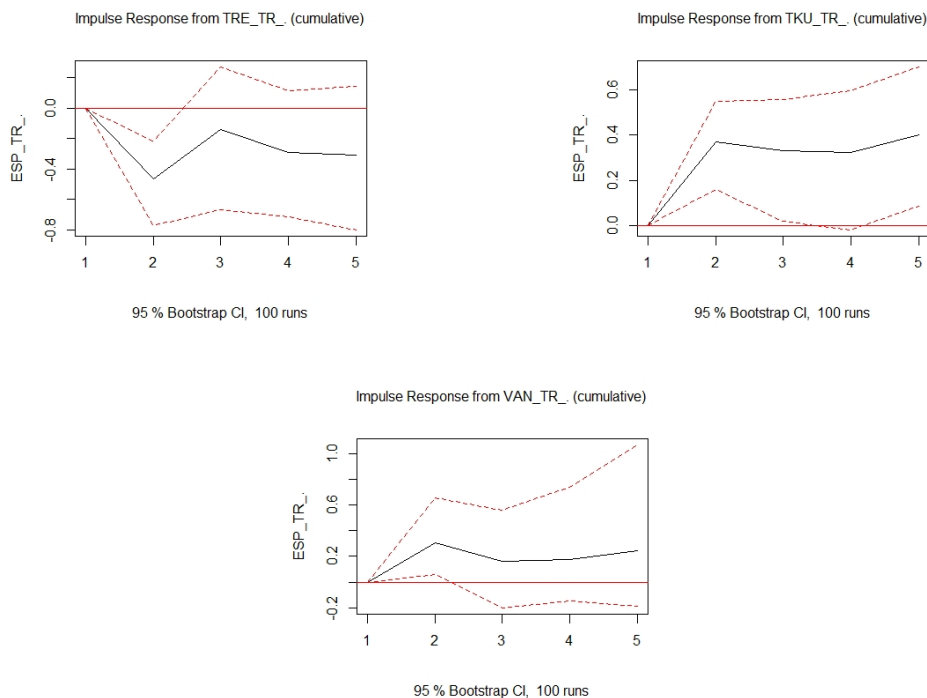 Impulse Response from TRE_TR_. (cumulative)
ESP_TR_.
0.0
-0.4
-0.8
1 2 3 4 5
95 % Bootstrap CI, 100 runs
Impulse Response from TKU_TR_. (cumulative)
ESP_TR_.
0.6
0.4
0.2
0.0
1 2 3 4 5
95 % Bootstrap CI, 100 runs
Impulse Response from VAN_TR_. (cumulative)
ESP_TR_.
1.0
0.6
0.2
-0.2
1 2 3 4 5
95 % Bootstrap CI, 100 runs